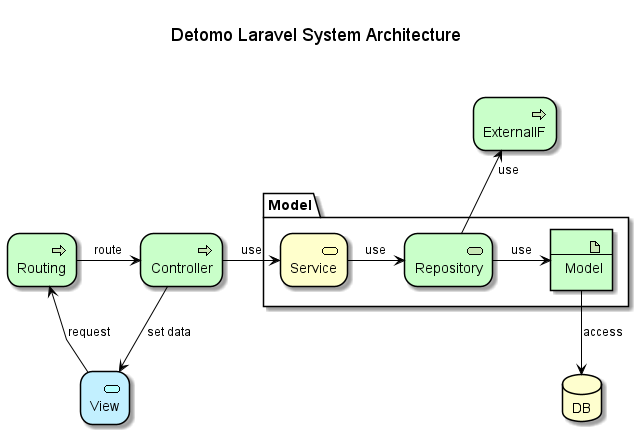 Detomo Laravel System Architecture
ExternalIF
use
Model
Routing
route
Controller
use
Service
use
Repository
use
Model
request
set data
access
View
DB